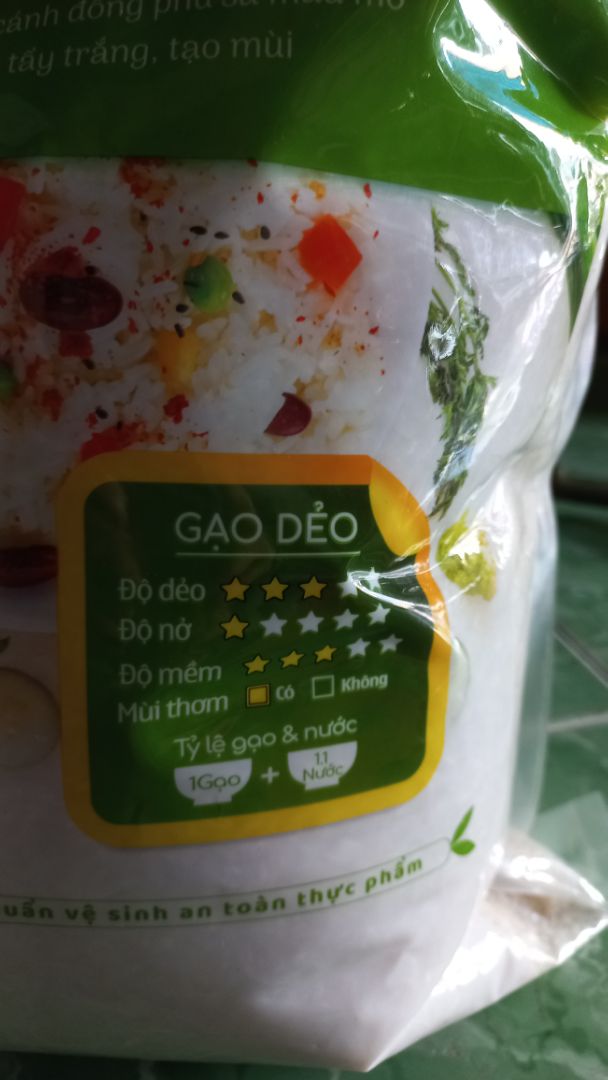 cánh đồng phù sa màu mỡ
tẩy trắng, tạo mùi
GẠO DẺO
Độ dẻo
Độ nở
Độ mềm
Mùi thơm Có Không
Tỷ lệ gạo & nước
1Gạo + 1.1 Nước
vệ sinh an toàn thực phẩm